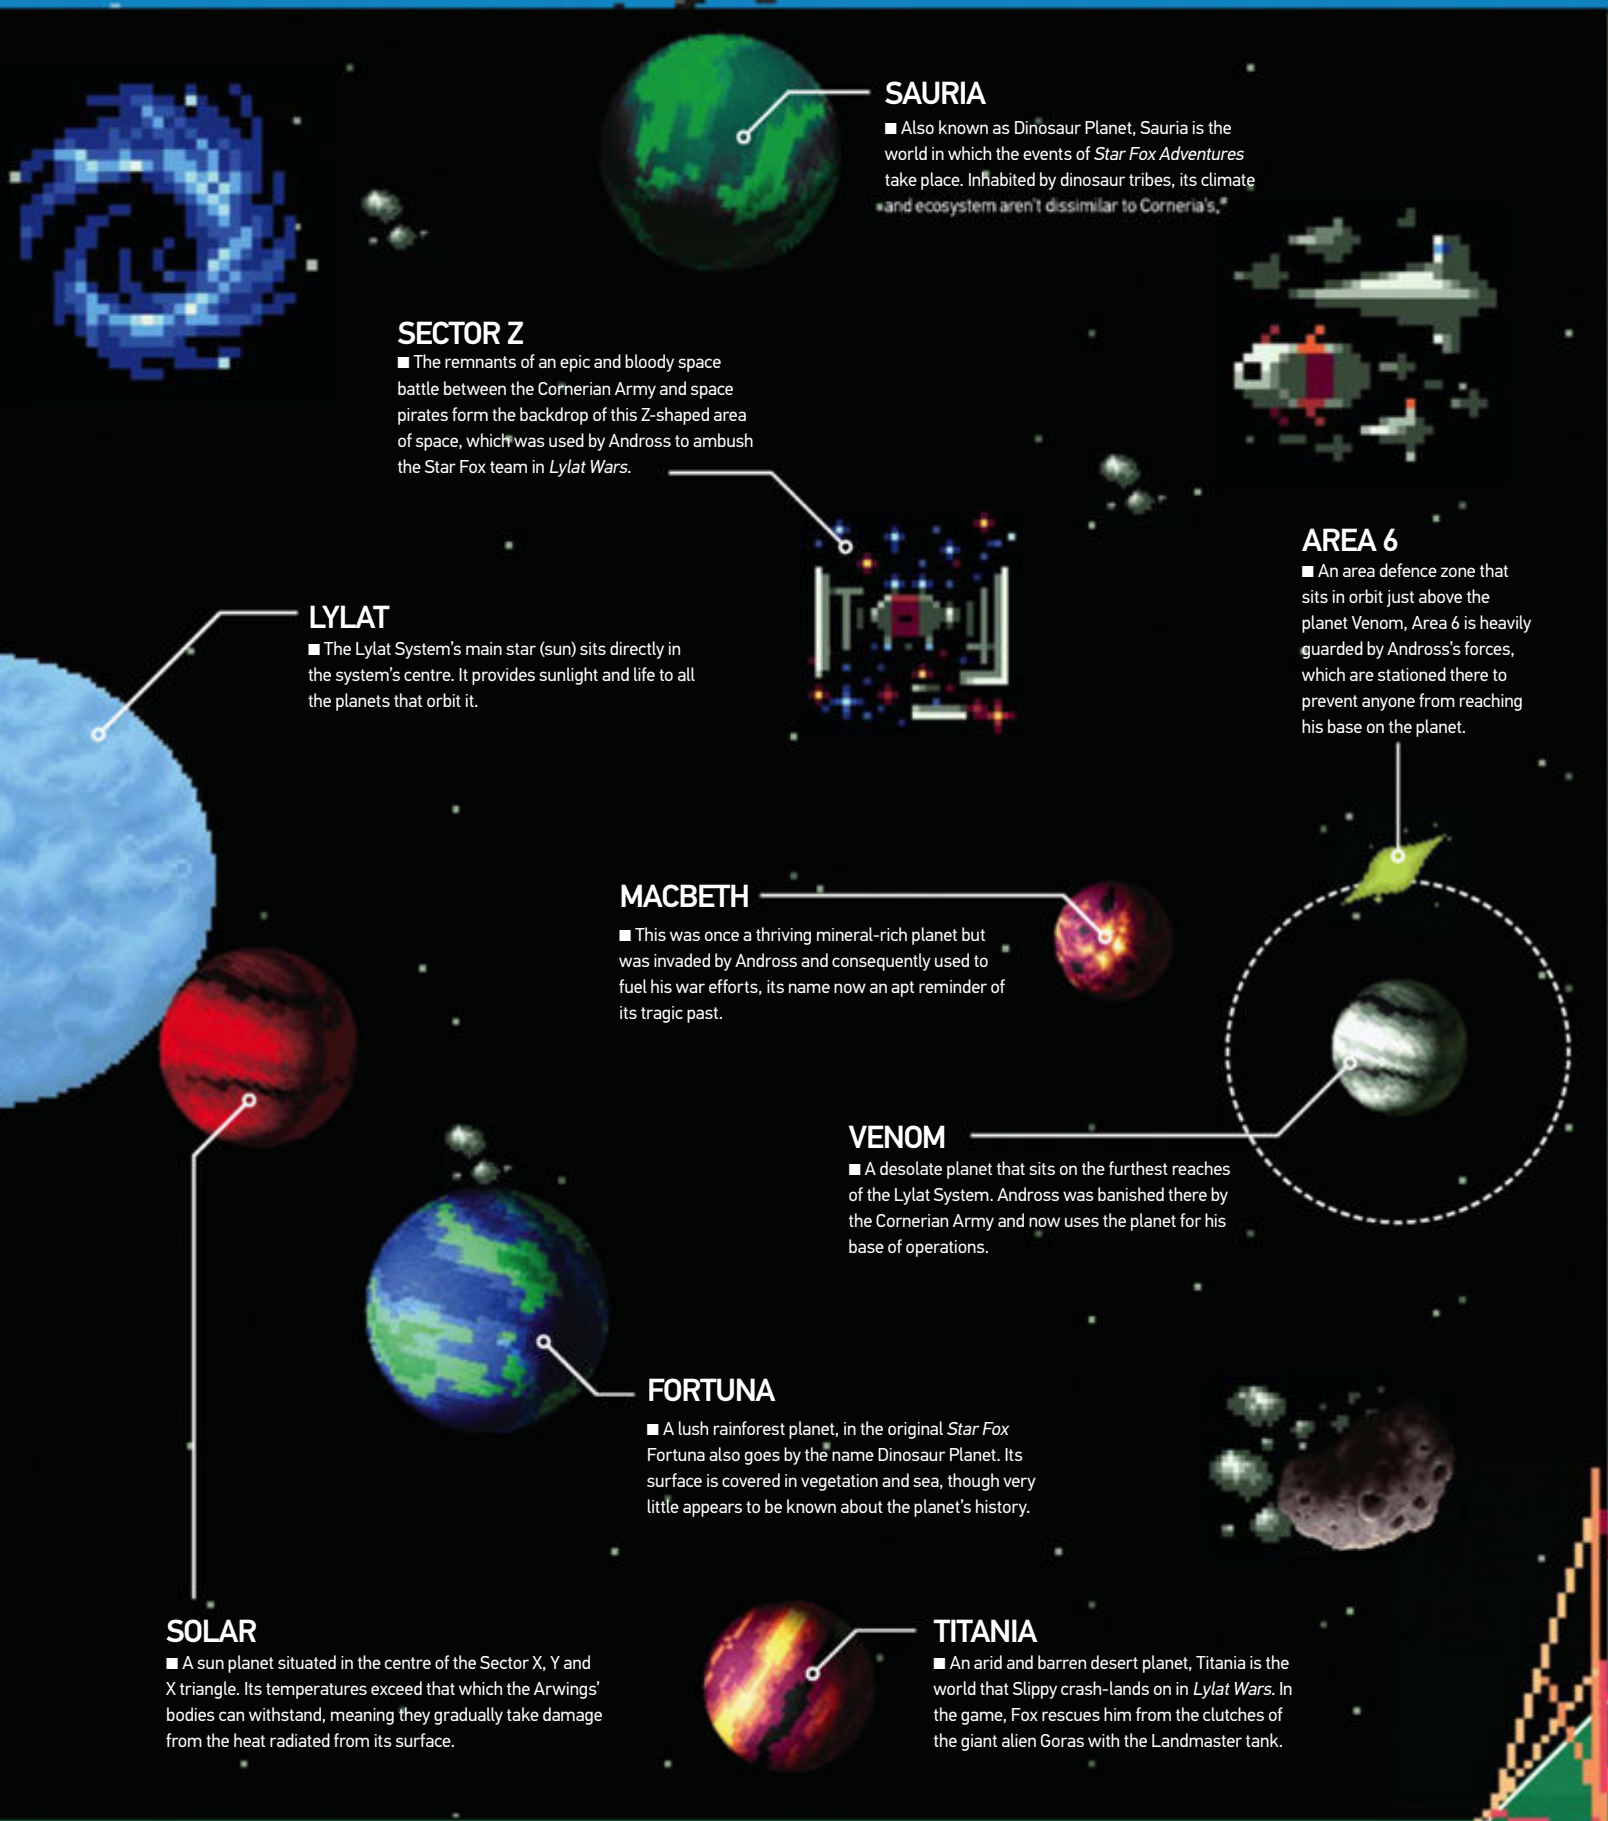 SAURIA
■ Also known as Dinosaur Planet, Sauria is the
world in which the events of Star Fox Adventures
take place. Inhabited by dinosaur tribes, its climate
and ecosystem aren't dissimilar to Corneria's,
SECTOR Z
■ The remnants of an epic and bloody space
battle between the Cornerian Army and space
pirates form the backdrop of this Z-shaped area
of space, which was used by Andross to ambush
the Star Fox team in Lylat Wars.
AREA 6
■ An area defence zone that
sits in orbit just above the
planet Venom, Area 6 is heavily
guarded by Andross's forces,
which are stationed there to
prevent anyone from reaching
his base on the planet.
LYLAT
■ The Lylat System's main star (sun) sits directly in
the system's centre. It provides sunlight and life to all
the planets that orbit it.
MACBETH
■ This was once a thriving mineral-rich planet but
was invaded by Andross and consequently used to
fuel his war efforts, its name now an apt reminder of
its tragic past.
VENOM
■ A desolate planet that sits on the furthest reaches
of the Lylat System. Andross was banished there by
the Cornerian Army and now uses the planet for his
base of operations.
FORTUNA
■ A lush rainforest planet, in the original Star Fox
Fortuna also goes by the name Dinosaur Planet. Its
surface is covered in vegetation and sea, though very
little appears to be known about the planet's history.
SOLAR
■ A sun planet situated in the centre of the Sector X, Y and
X triangle. Its temperatures exceed that which the Arwings'
bodies can withstand, meaning they gradually take damage
from the heat radiated from its surface.
TITANIA
■ An arid and barren desert planet, Titania is the
world that Slippy crash-lands on in Lylat Wars. In
the game, Fox rescues him from the clutches of
the giant alien Goras with the Landmaster tank.